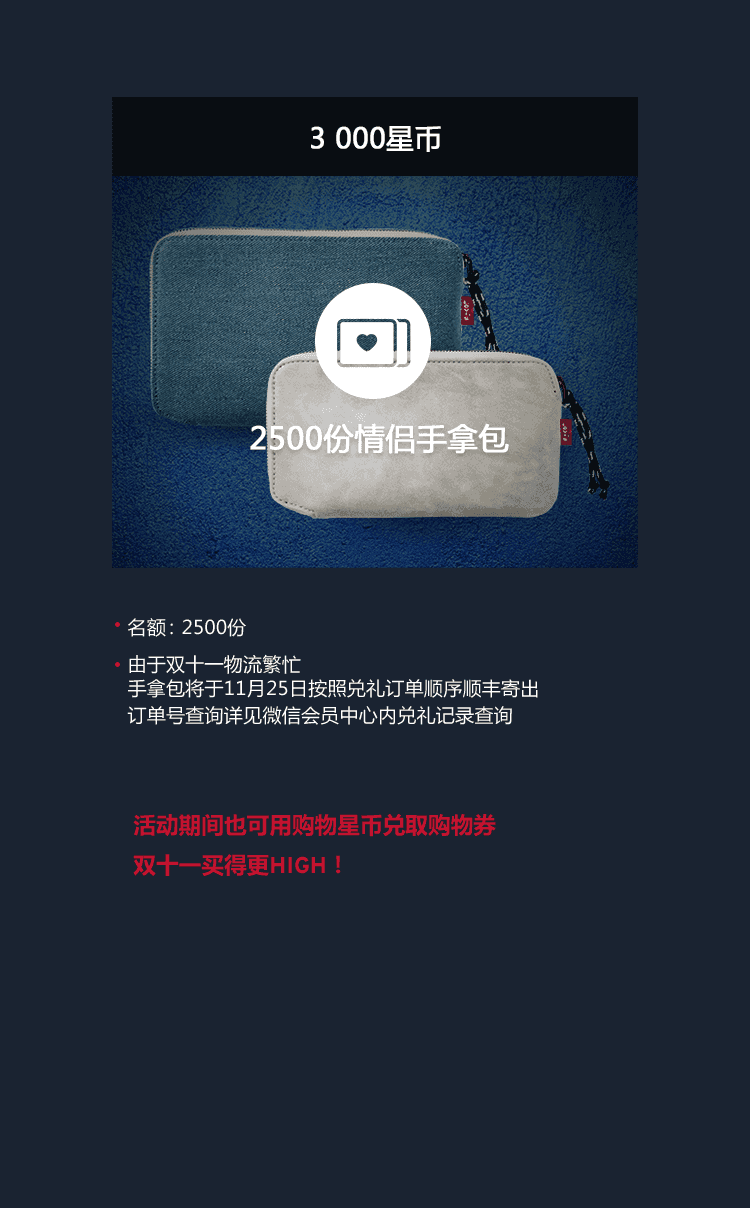 3 000星币
2500份情侣手拿包
名额：2500份
由于双十一物流繁忙
手拿包将于11月25日按照兑礼订单顺序顺丰寄出
订单号查询详见微信会员中心内兑礼记录查询
活动期间也可用购物星币兑取购物券
双十一买得更HIGH！